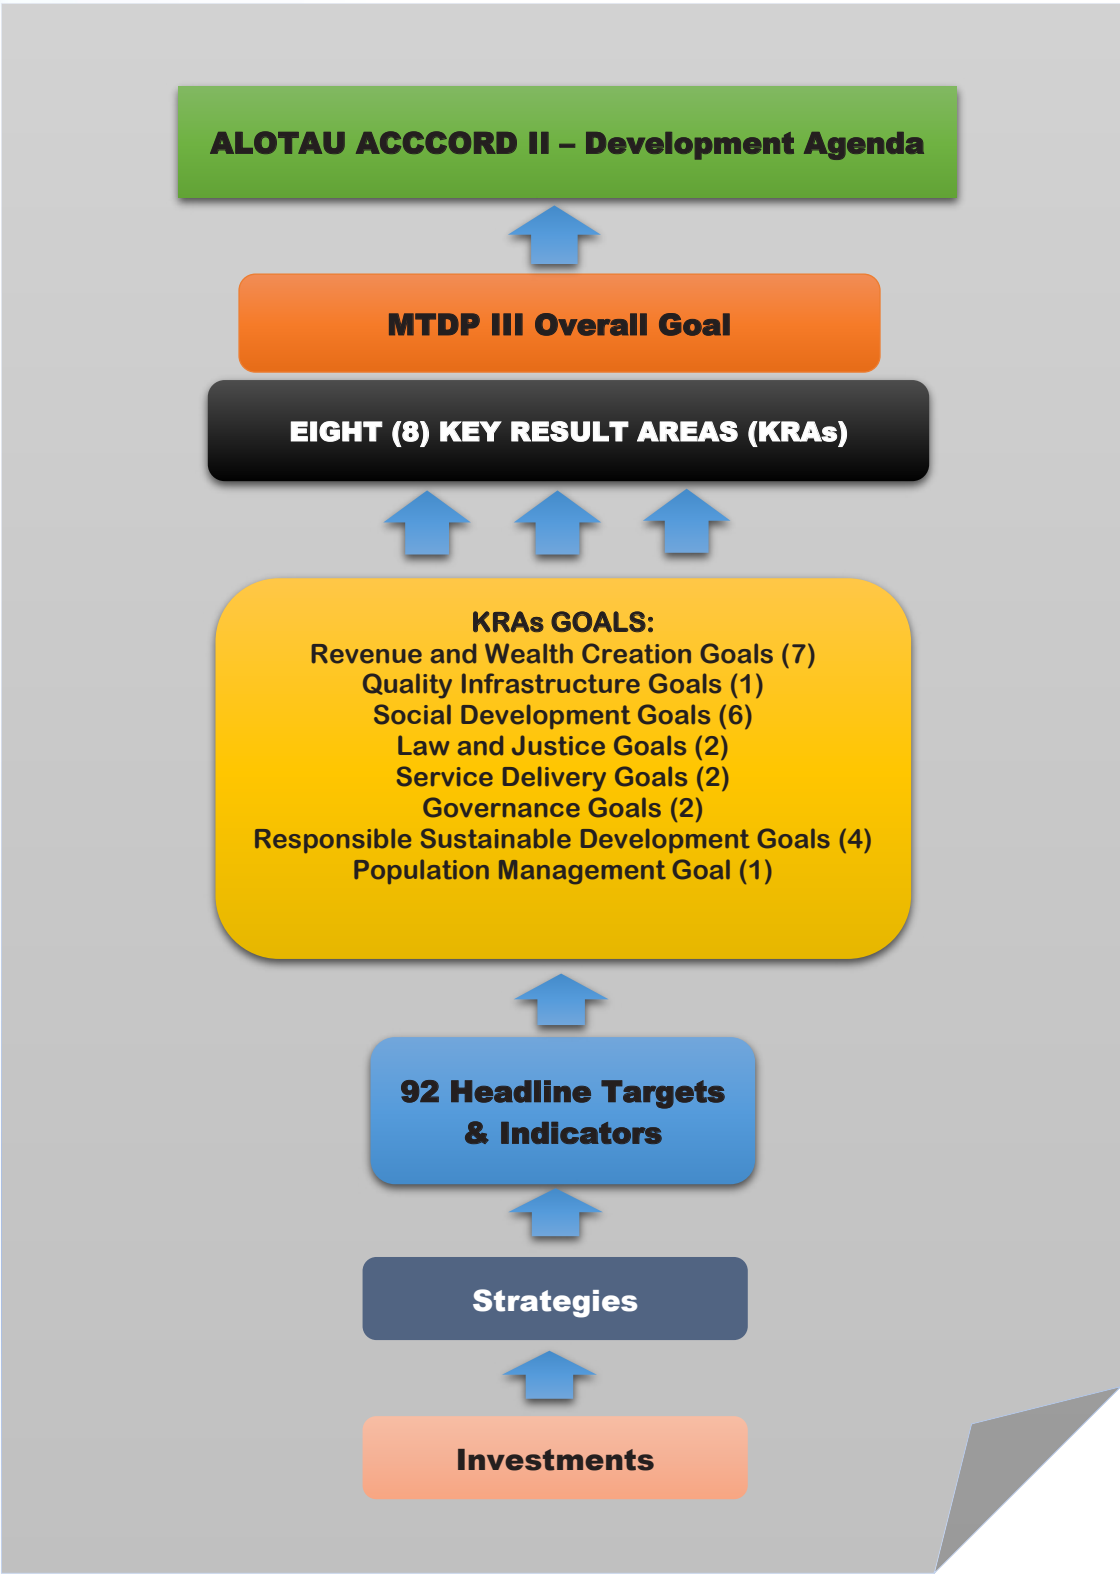 ALOTAU ACCCORD II – Development Agenda
MTDP III Overall Goal
EIGHT (8) KEY RESULT AREAS (KRAs)
KRAs GOALS:
Revenue and Wealth Creation Goals (7)
Quality Infrastructure Goals (1)
Social Development Goals (6)
Law and Justice Goals (2)
Service Delivery Goals (2)
Governance Goals (2)
Responsible Sustainable Development Goals (4)
Population Management Goal (1)
92 Headline Targets
& Indicators
Strategies
Investments